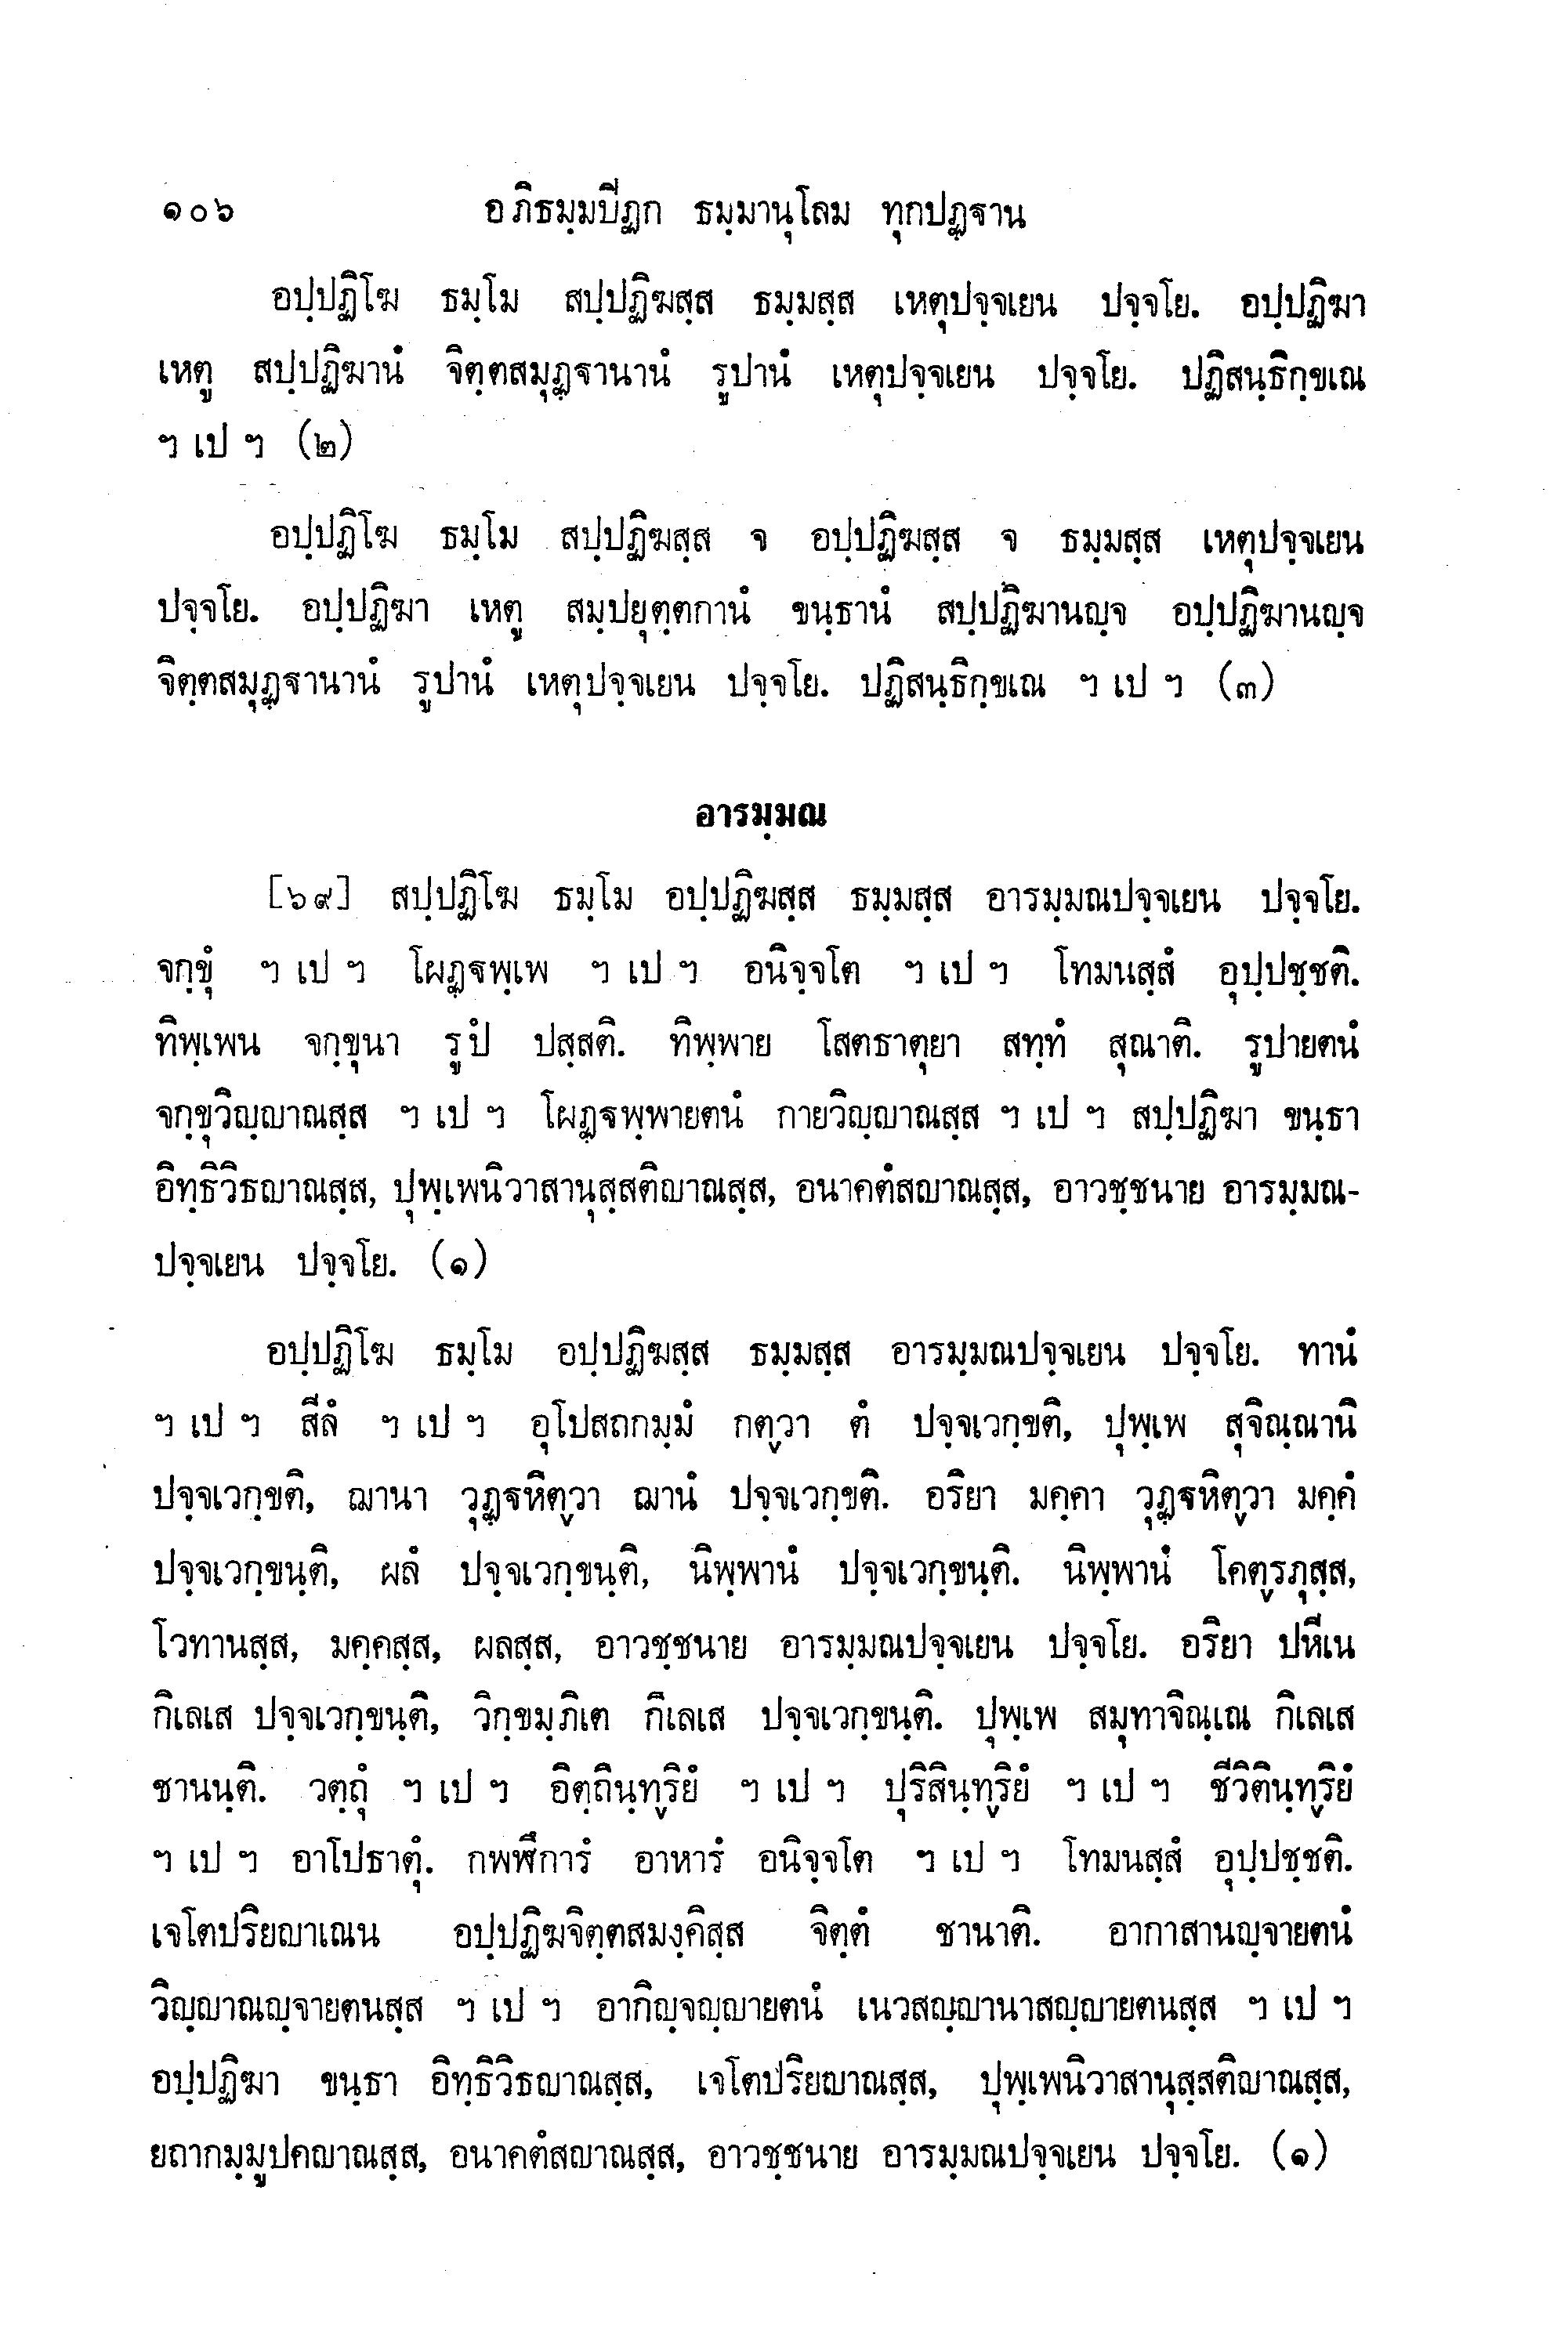 ๑๐๖ อภิธมฺมปิฏก ธมฺมานุโลม ทุกปฏฺฐาน
อปฺปฏิโฆ ธมฺโม สปฺปฏิฆสฺส ธมฺมสฺส เหตุปจฺจเยน ปจฺจโย. อปฺปฏิฆา
เหตู สปฺปฏิฆานํ จิตฺตสมุฏฺฐานานํ รูปานํ เหตุปจฺจเยน ปจฺจโย. ปฏิสนฺธิกฺขเณ
ฯ เป ฯ (๒)
อปฺปฏิโฆ ธมฺโม สปฺปฏิฆสฺส จ อปฺปฏิฆสฺส จ ธมฺมสฺส เหตุปจฺจเยน
ปจฺจโย. อปฺปฏิฆา เหตู สมฺปยุตฺตกานํ ขนฺธานํ สปฺปฏิฆานญฺจ อปฺปฏิฆานญฺจ
จิตฺตสมุฏฺฐานานํ รูปานํ เหตุปจฺจเยน ปจฺจโย. ปฏิสนฺธิกฺขเณ ฯ เป ฯ (๓)
อารมฺมณ
[๖๙] สปฺปฏิโฆ ธมฺโม อปฺปฏิฆสฺส ธมฺมสฺส อารมฺมณปจฺจเยน ปจฺจโย.
จกฺขุํ ฯ เป ฯ โผฏฺฐพฺเพ ฯ เป ฯ อนิจฺจโต ฯ เป ฯ โทมนสฺสํ อุปฺปชฺชติ.
ทิพฺเพน จกฺขุนา รูปํ ปสฺสติ. ทิพฺพาย โสตธาตุยา สทฺทํ สุณาติ. รูปายตนํ
จกฺขุวิญฺญาณสฺส ฯ เป ฯ โผฏฺฐพฺพายตนํ กายวิญฺญาณสฺส ฯ เป ฯ สปฺปฏิฆา ขนฺธา
อิทฺธิวิธญาณสฺส, ปุพฺเพนิวาสานุสฺสติญาณสฺส, อนาคตํสญาณสฺส, อาวชฺชนาย อารมฺมณ-
ปจฺจเยน ปจฺจโย. (๑)
อปฺปฏิโฆ ธมฺโม อปฺปฏิฆสฺส ธมฺมสฺส อารมฺมณปจฺจเยน ปจฺจโย. ทานํ
ฯ เป ฯ สีลํ ฯ เป ฯ อุโปสถกมฺมํ กตฺวา ตํ ปจฺจเวกฺขติ, ปุพฺเพ สุจิณฺณานิ
ปจฺจเวกฺขติ, ฌานา วุฏฺฐหิตฺวา ฌานํ ปจฺจเวกฺขติ. อริยา มคฺคา วุฏฺฐหิตฺวา มคฺคํ
ปจฺจเวกฺขนฺติ, ผลํ ปจฺจเวกฺขนฺติ, นิพฺพานํ ปจฺจเวกฺขนฺติ. นิพฺพานํ โคตฺรภุสฺส,
โวทานสฺส, มคฺคสฺส, ผลสฺส, อาวชฺชนาย อารมฺมณปจฺจเยน ปจฺจโย. อริยา ปหีเน
กิเลเส ปจฺจเวกฺขนฺติ, วิกฺขมฺภิเต กิเลเส ปจฺจเวกฺขนฺติ. ปุพฺเพ สมุทาจิณฺเณ กิเลเส
ชานนฺติ. วตฺถุํ ฯ เป ฯ อิตฺถินฺทฺริยํ ฯ เป ฯ ปุริสินฺทฺริยํ ฯ เป ฯ ชีวิตินฺทฺริยํ
ฯ เป ฯ อาโปธาตุํ. กพฬีการํ อาหารํ อนิจฺจโต ฯ เป ฯ โทมนสฺสํ อุปฺปชฺชติ.
เจโตปริยญาเณน อปฺปฏิฆจิตฺตสมงฺคิสฺส จิตฺตํ ชานาติ. อากาสานญฺจายตนํ
วิญฺญาณญฺจายตนสฺส ฯ เป ฯ อากิญฺจญฺญายตนํ เนวสญฺญานาสญฺญายตนสฺส ฯ เป ฯ
อปฺปฏิฆา ขนฺธา อิทฺธิวิธญาณสฺส, เจโตปริยญาณสฺส, ปุพฺเพนิวาสานุสฺสติญาณสฺส,
ยถากมฺมูปคญาณสฺส, อนาคตํสญาณสฺส, อาวชฺชนาย อารมฺมณปจฺจเยน ปจฺจโย. (๑)